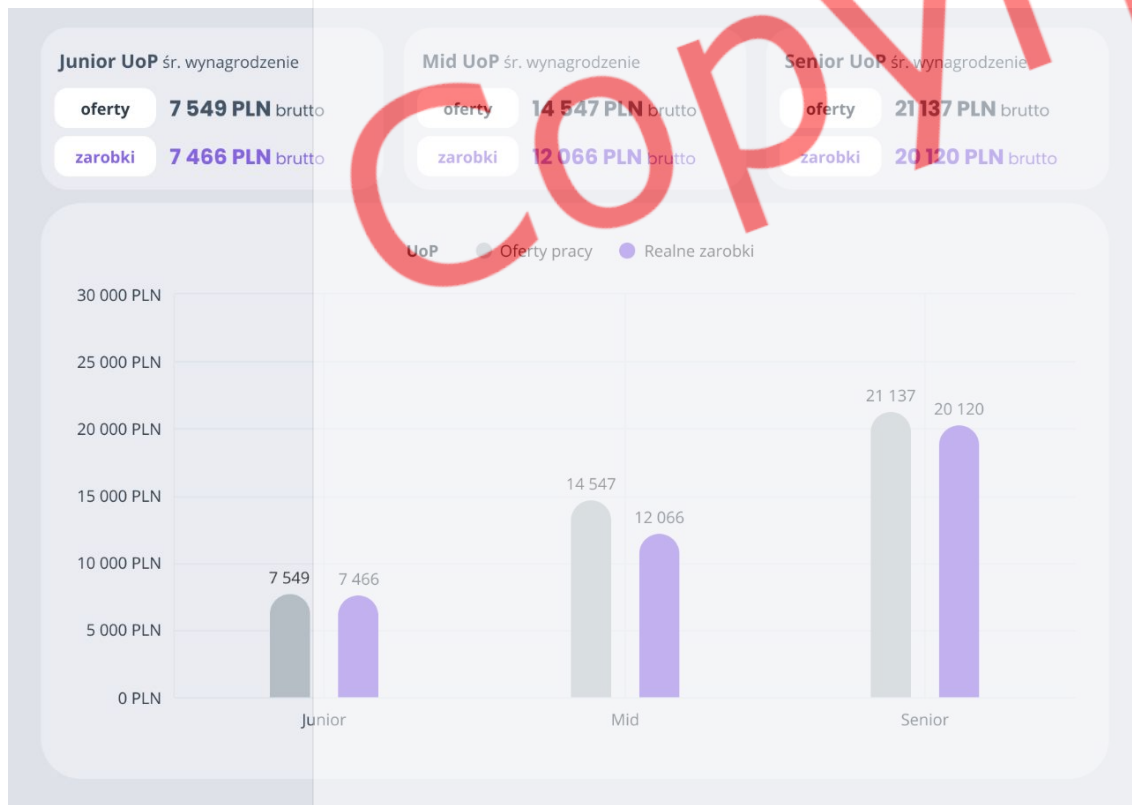 Junior UoP śr. wynagrodzenie
oferty 7 549 PLN brutto
zarobki 7 466 PLN brutto
Mid UoP śr. wynagrodzenie
oferty 14 547 PLN brutto
zarobki 12 066 PLN brutto
Senior UoP śr. wynagrodzenie
oferty 21 137 PLN brutto
zarobki 20 120 PLN brutto
UoP Oferty pracy Realne zarobki
30 000 PLN
25 000 PLN
20 000 PLN
15 000 PLN
10 000 PLN
5 000 PLN
0 PLN
7 549 7 466
14 547 12 066
21 137 20 120
Junior Mid Senior
Copy